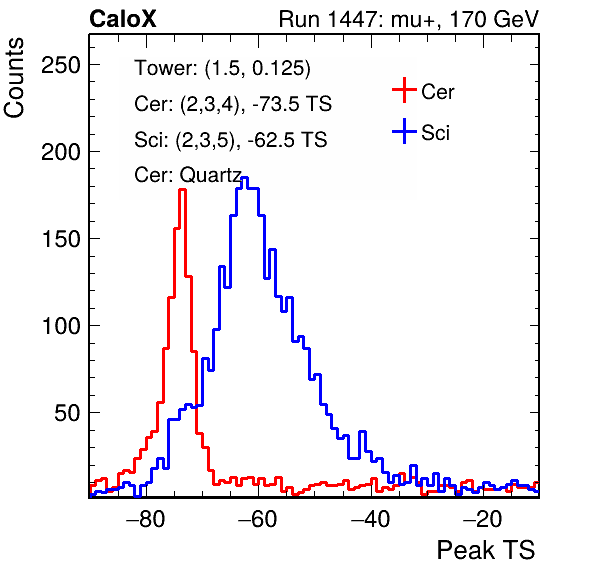 CaloX Run 1447: mu+, 170 GeV
Counts
250
200
150
100
50
Tower: (1.5, 0.125)
Cer: (2,3,4), -73.5 TS
Sci: (2,3,5), -62.5 TS
Cer: Quartz
Cer
Sci
−80 −60 −40 −20
Peak TS